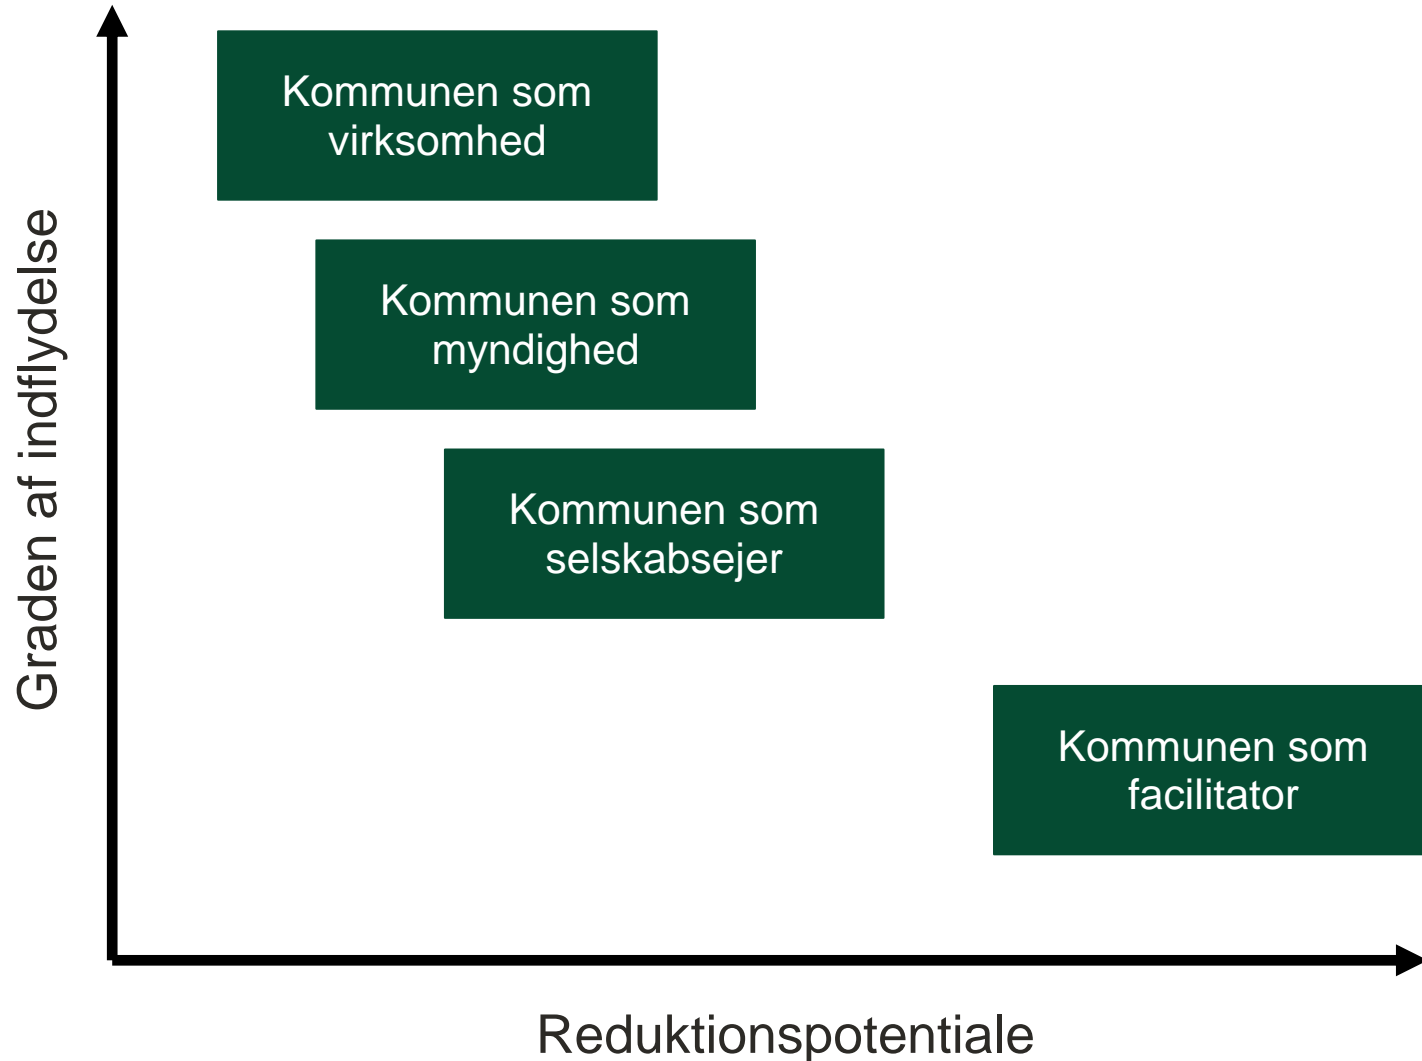 Kommunen som
virksomhed
Kommunen som
myndighed
Kommunen som
selskabsejer
Kommunen som
facilitator
Graden af indflydelse
Reduktionspotentiale